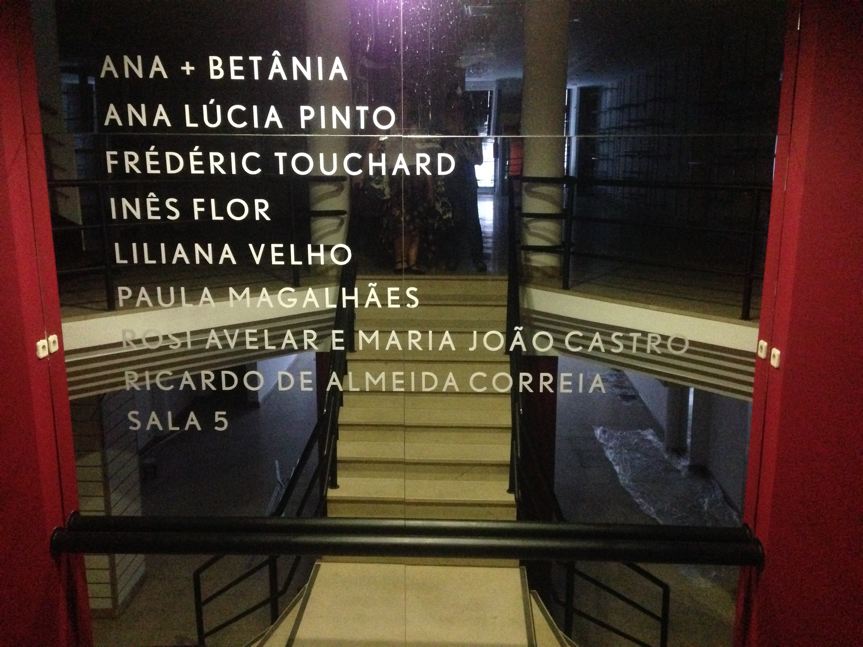 ANA + BETÂNIA
ANA LÚCIA PINTO
FRÉDÉRIC TOUCHARD
INÊS FLOR
LILIANA VELHO
PAULA MAGALHÃES
ROSI AVELAR E MARIA JOÃO CASTRO
RICARDO DE ALMEIDA CORREIA
SALA 5